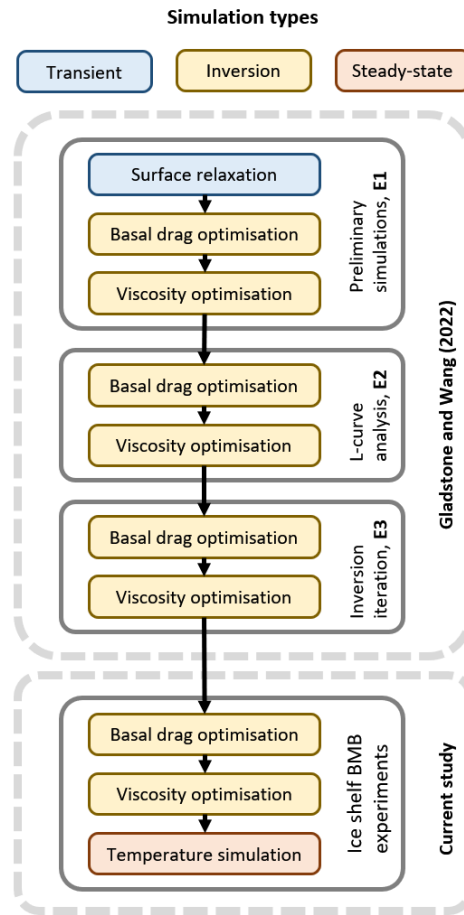 Simulation types
Transient
Inversion
Steady-state
Surface relaxation
Basal drag optimisation
Viscosity optimisation
Preliminary
simulations, E1
Basal drag optimisation
Viscosity optimisation
L-curve
analysis, E2
Basal drag optimisation
Viscosity optimisation
Inversion
iteration, E3
Gladstone and Wang (2022)
Basal drag optimisation
Viscosity optimisation
Temperature simulation
Ice shelf BMB
experiments
Current study